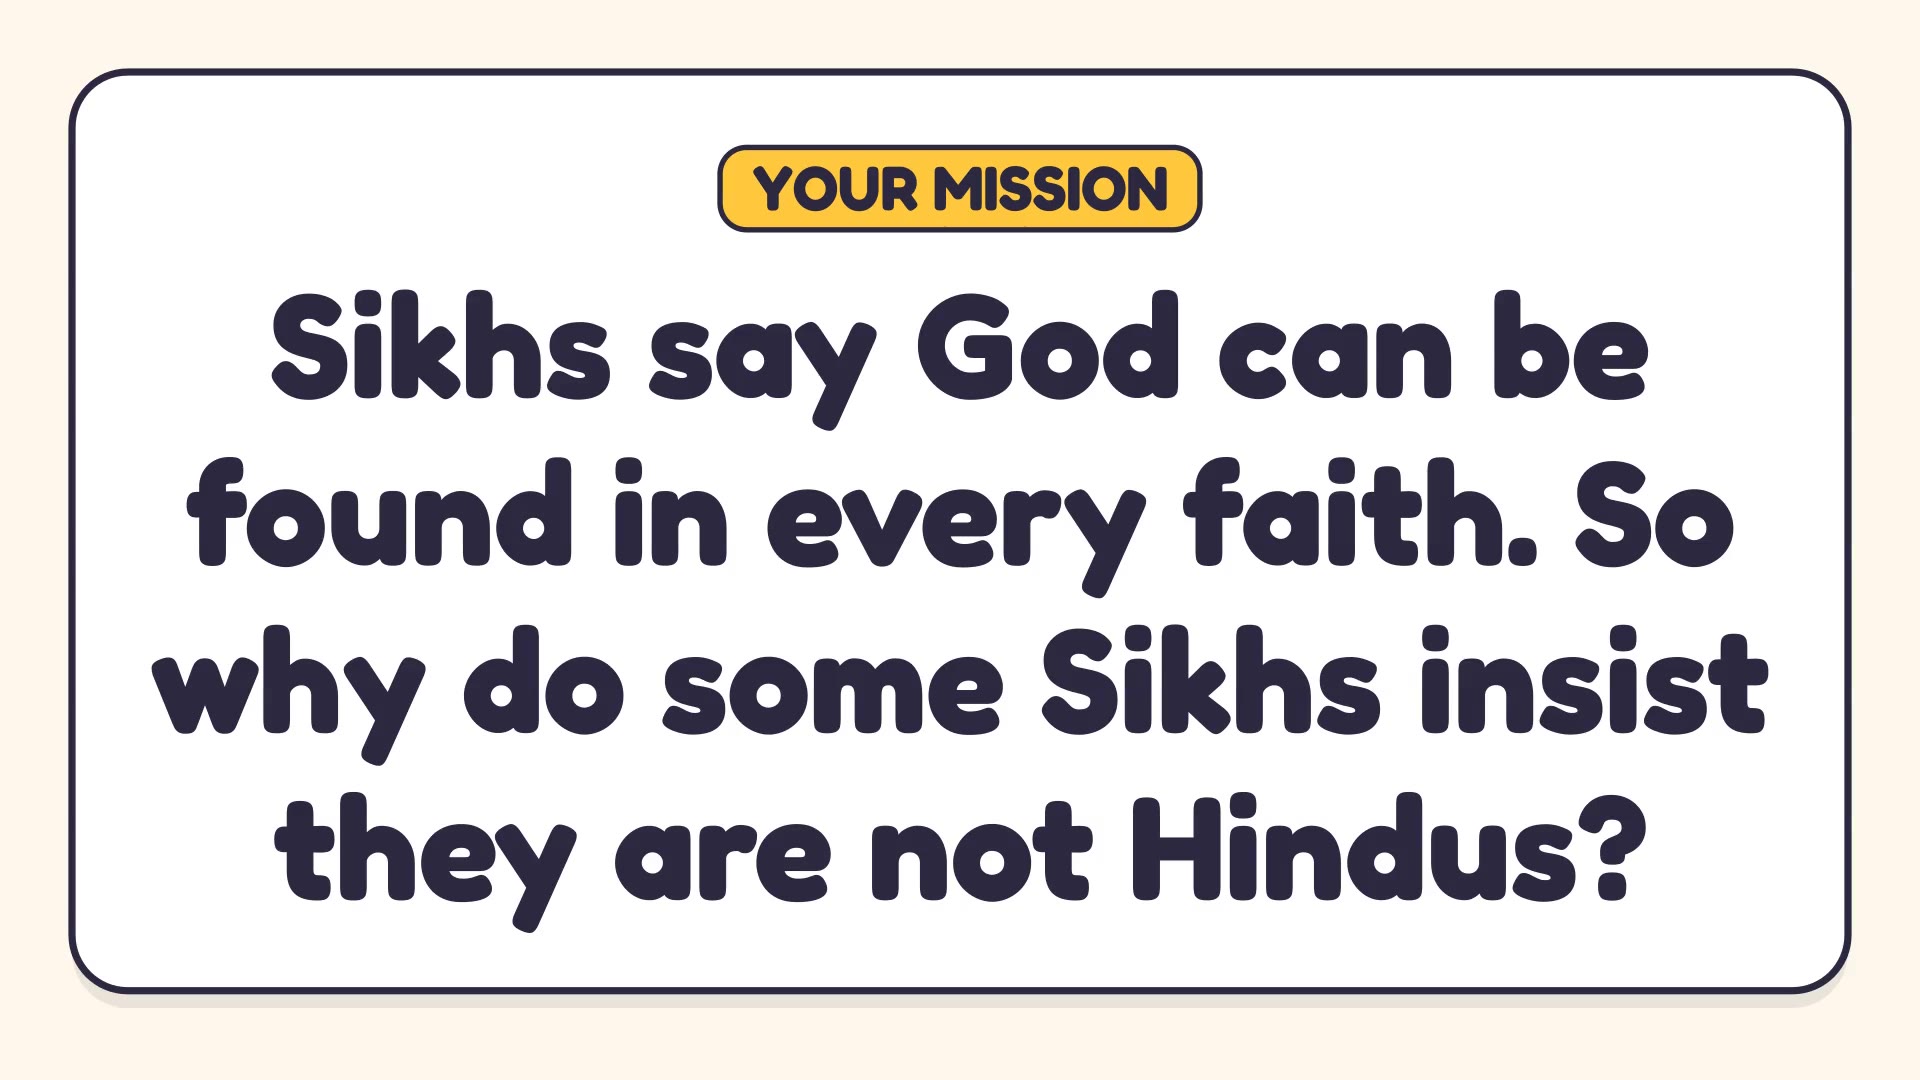 YOUR MISSION
Sikhs say God can be
found in every faith. So
why do some Sikhs insist
they are not Hindus?